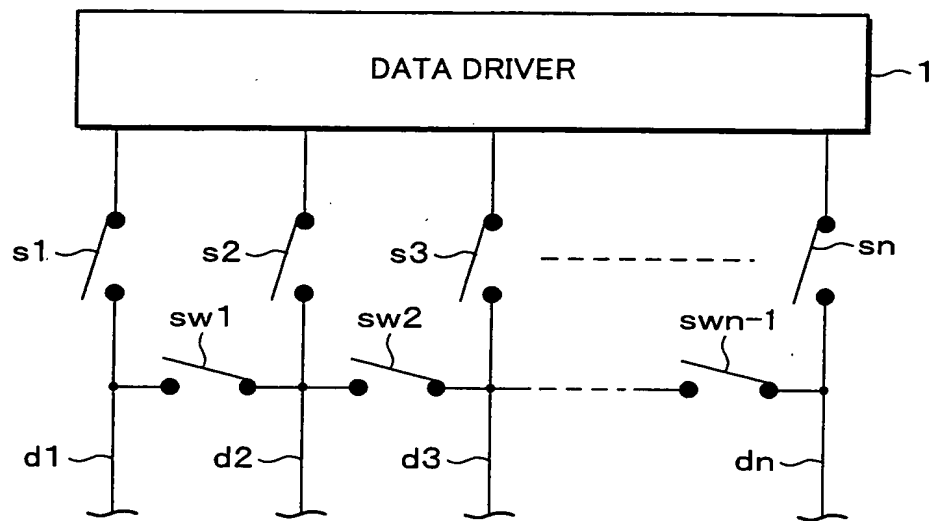 DATA DRIVER
1
s1
s2
s3
sn
sw1
sw2
swn-1
d1
d2
d3
dn